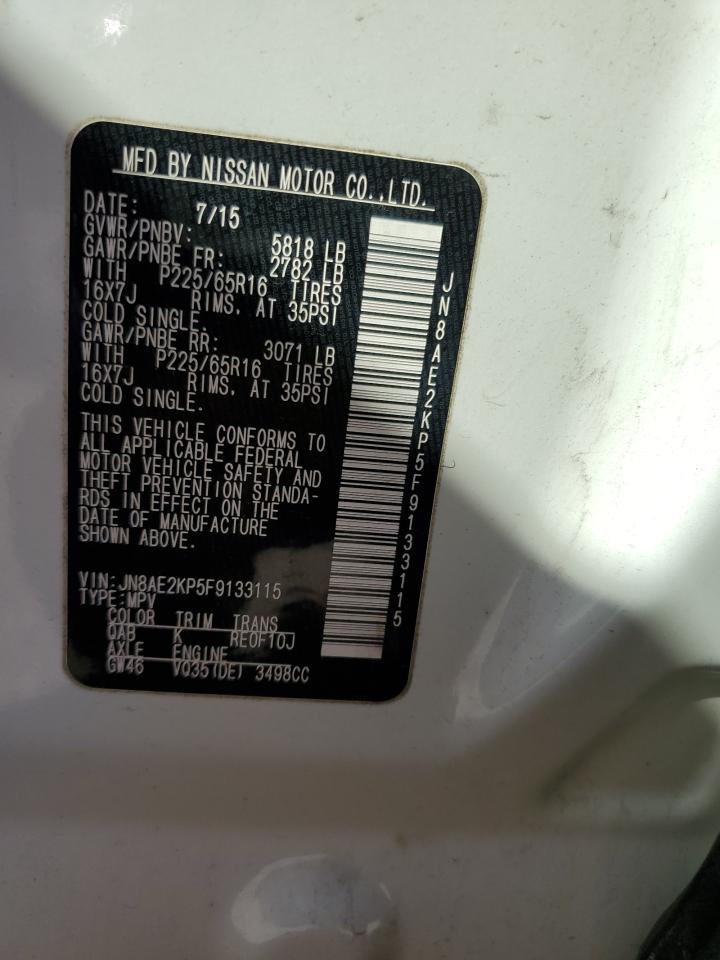 MFD BY NISSAN MOTOR CO.,LTD.
DATE: 7/15
GVWR/PNBV: 5818 LB
GAWR/PNBE FR: 2782 LB
WITH P225/65R16 TIRES
16X7J RIMS, AT 35PSI
COLD SINGLE.
GAWR/PNBE RR: 3071 LB
WITH P225/65R16 TIRES
16X7J RIMS, AT 35PSI
COLD SINGLE.
THIS VEHICLE CONFORMS TO
ALL APPLICABLE FEDERAL
MOTOR VEHICLE SAFETY AND
THEFT PREVENTION STANDA-
RDS IN EFFECT ON THE
DATE OF MANUFACTURE
SHOWN ABOVE.
VIN:JN8AE2KP5F9133115
TYPE:MPV
COLOR TRIM TRANS
QAB K RE0F10J
AXLE ENGINE
GW46 VQ35(DE) 3498CC
JN8AE2KP5F9133115